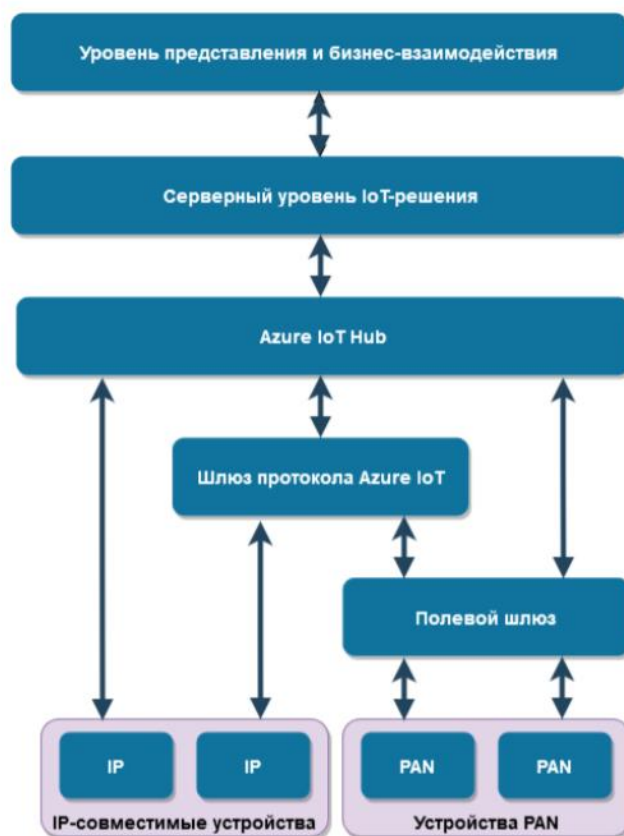 Уровень представления и бизнес-взаимодействия
Серверный уровень IoT-решения
Azure IoT Hub
Шлюз протокола Azure IoT
Полевой шлюз
IP
IP
PAN
PAN
IP-совместимые устройства
Устройства PAN